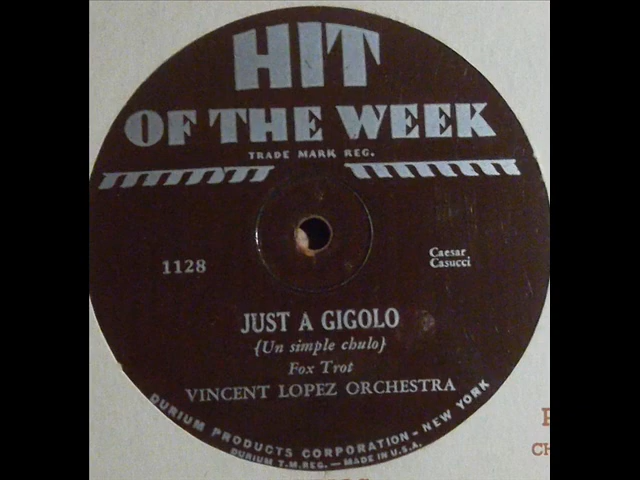 HIT
OF THE WEEK
TRADE MARK REG.
1128
Caesar
Casucci
JUST A GIGOLO
{Un simple chulo}
Fox Trot
VINCENT LOPEZ ORCHESTRA
DURIUM PRODUCTS CORPORATION - NEW YORK
DURIUM T.M. REG. - MADE IN U.S.A.
CH